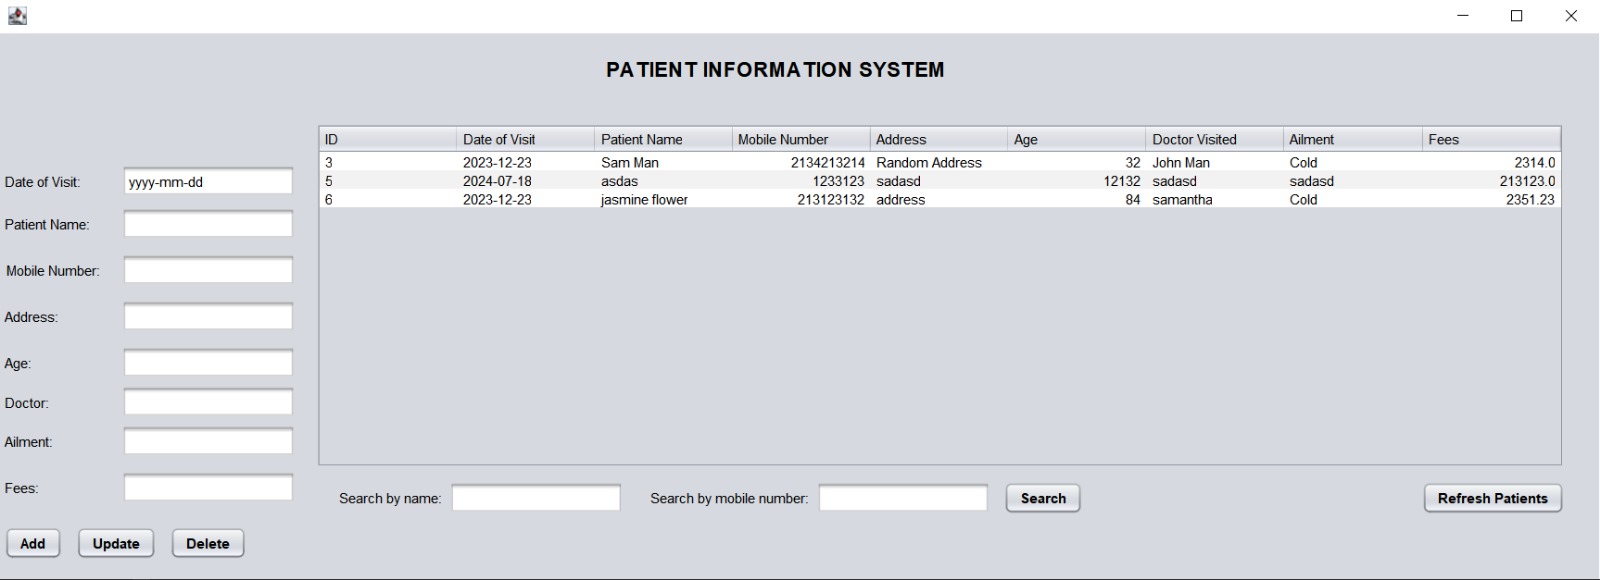 PATIENT INFORMATION SYSTEM
ID Date of Visit Patient Name Mobile Number Address Age Doctor Visited Ailment Fees
3 2023-12-23 Sam Man 2134213214 Random Address 32 John Man Cold 2314.0
5 2024-07-18 asdas 1233123 sadasd 12132 sadasd sadasd 213123.0
6 2023-12-23 jasmine flower 213123132 address 84 samantha Cold 2351.23
Date of Visit: yyyy-mm-dd
Patient Name:
Mobile Number:
Address:
Age:
Doctor:
Ailment:
Fees:
Search by name: Search by mobile number: Search Refresh Patients
Add Update Delete